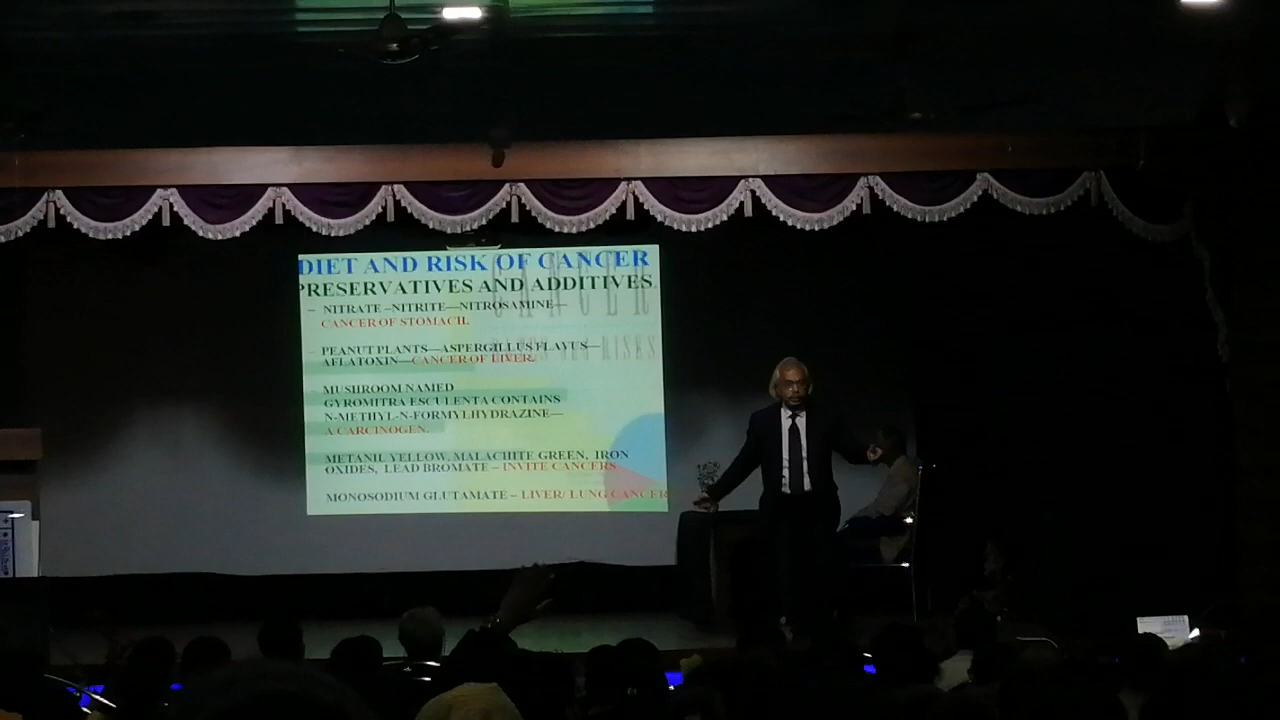 DIET AND RISK OF CANCER
PRESERVATIVES AND ADDITIVES
– NITRATE –NITRITE—NITROSAMINE—
CANCER OF STOMACH.
– PEANUT PLANTS—ASPERGILLUS FLAVUS—
AFLATOXIN—CANCER OF LIVER.
MUSHROOM NAMED
GYROMITRA ESCULENTA CONTAINS
N-METHYL-N-FORMYLHYDRAZINE—
A CARCINOGEN.
METANIL YELLOW, MALACHITE GREEN, IRON
OXIDES, LEAD BROMATE – INVITE CANCERS
MONOSODIUM GLUTAMATE – LIVER/ LUNG CANCER
CANCER
RISKS